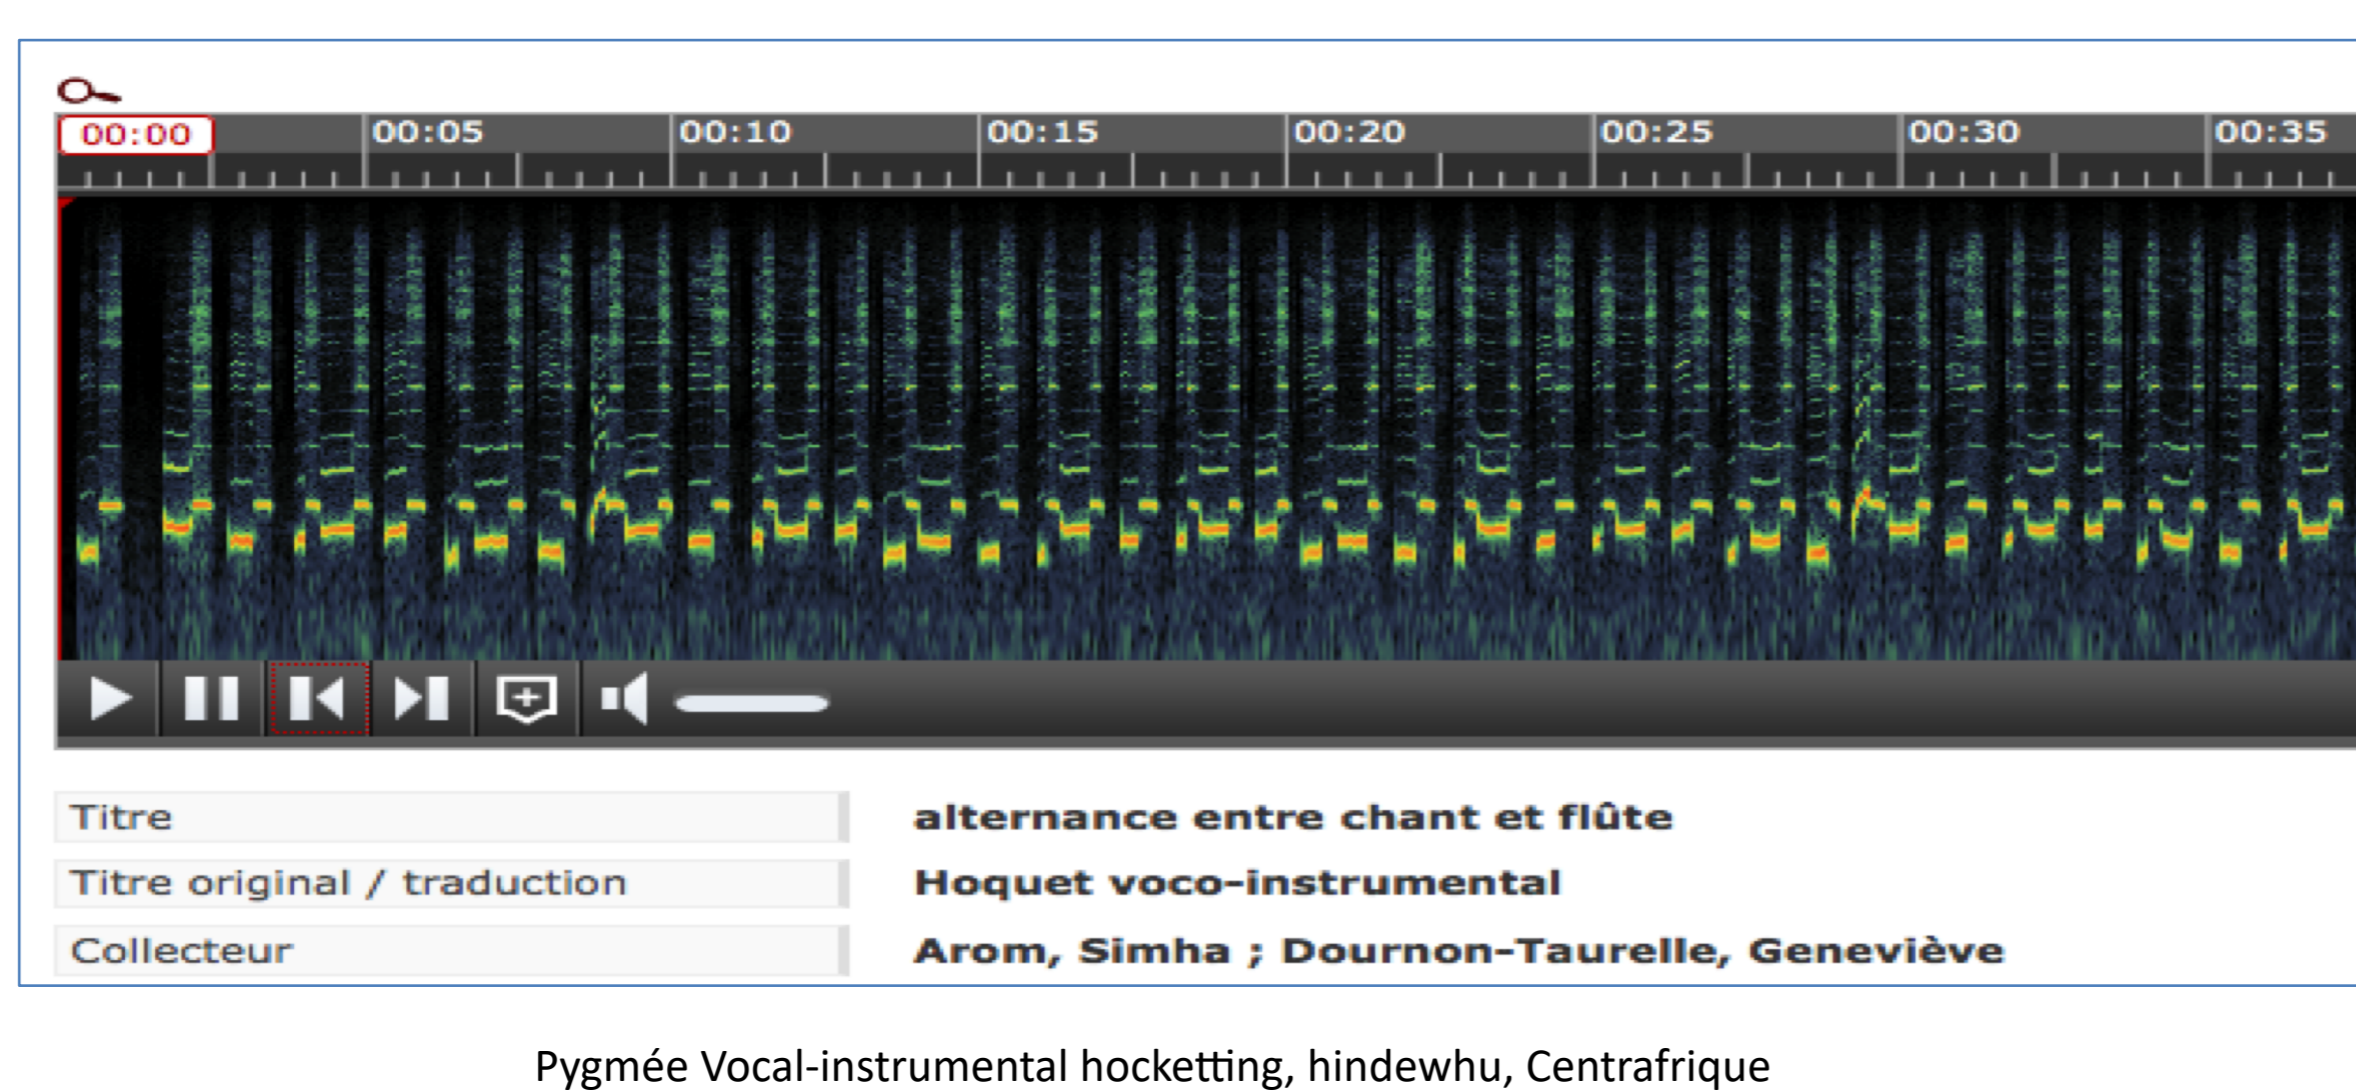 00:00 00:05 00:10 00:15 00:20 00:25 00:30 00:35
Titre alternance entre chant et flûte
Titre original / traduction Hoquet voco-instrumental
Collecteur Arom, Simha ; Dournon-Taurelle, Geneviève
Pygmée Vocal-instrumental hocketting, hindewhu, Centrafrique